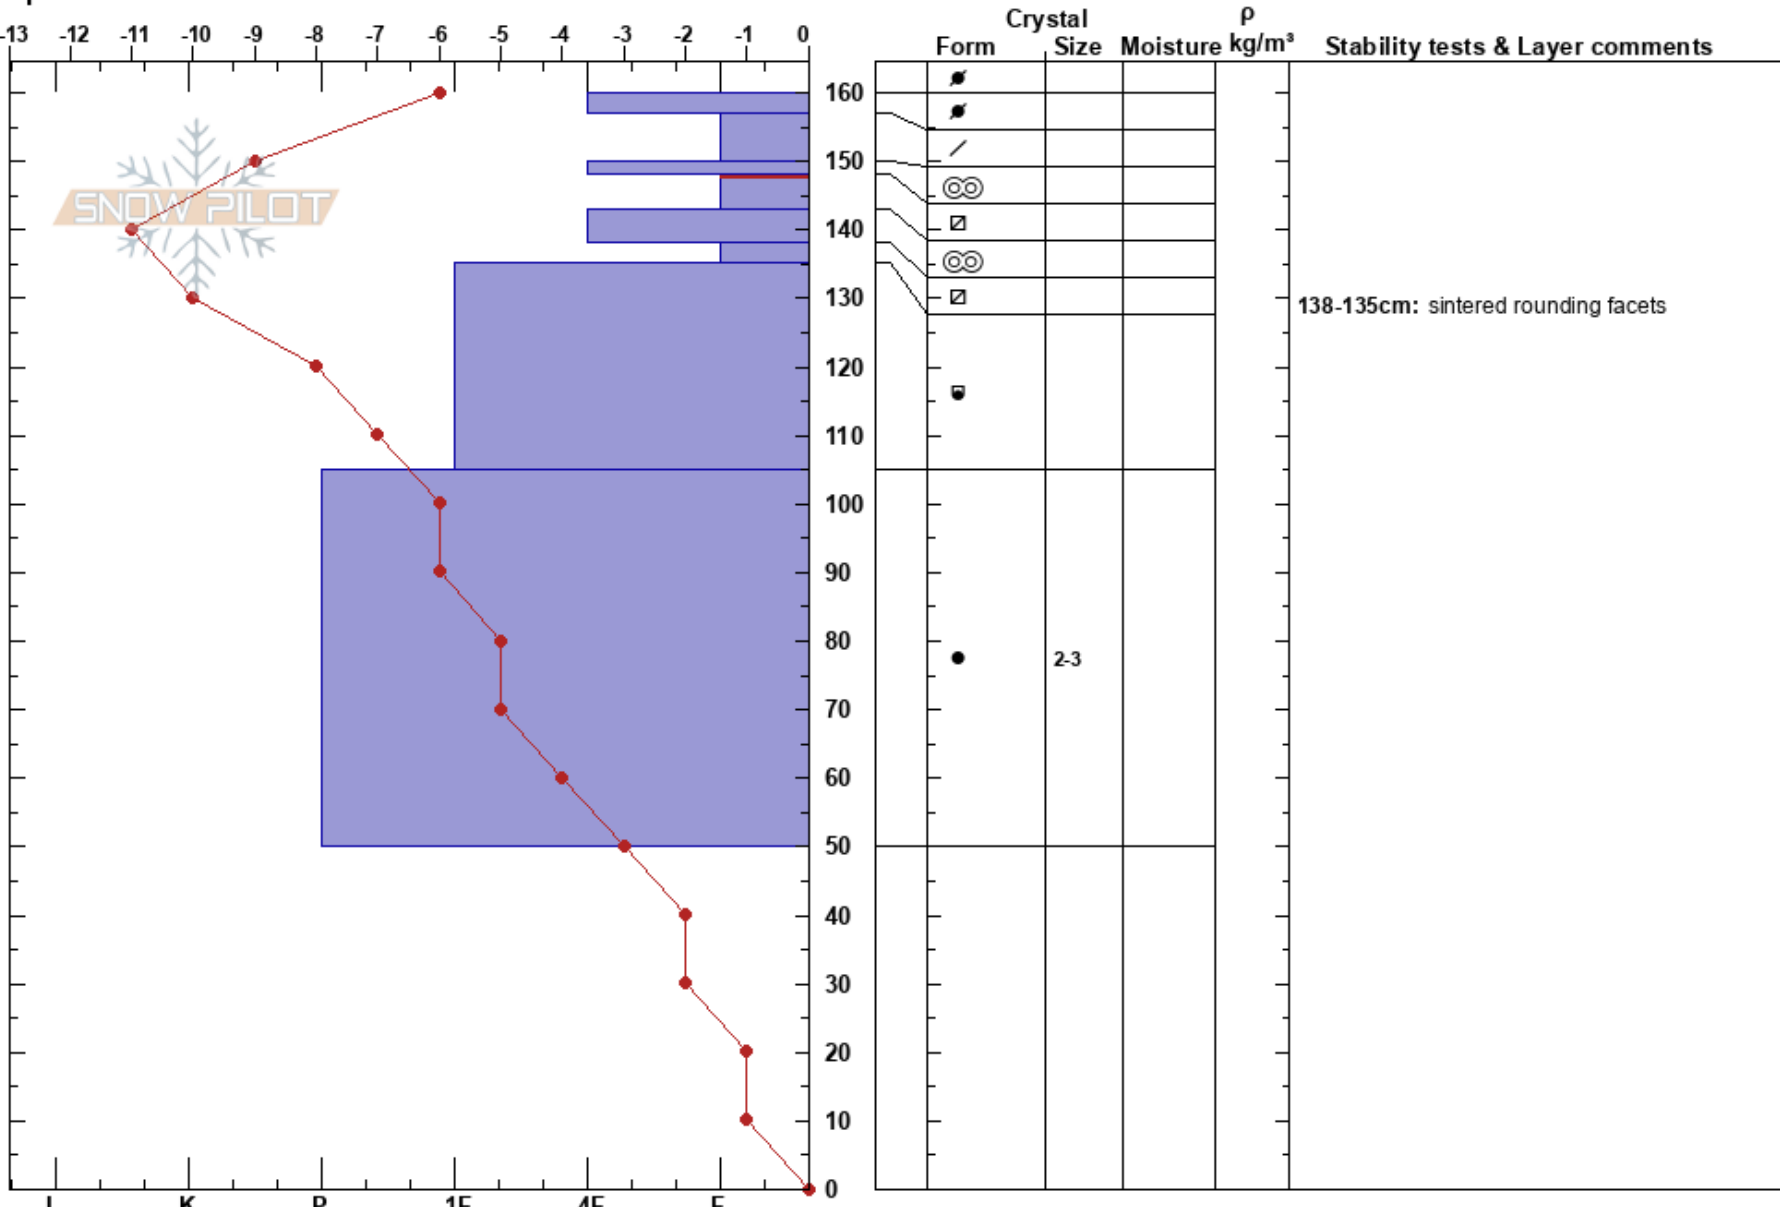 Crystal
ρ
-13 -12 -11 -10 -9 -8 -7 -6 -5 -4 -3 -2 -1 0
Form Size Moisture kg/m³ Stability tests & Layer comments
160
150
SNOW PILOT
140
130
138-135cm: sintered rounding facets
120
110
100
90
80
2-3
70
60
50
40
30
20
10
0
K P 1F 4F F